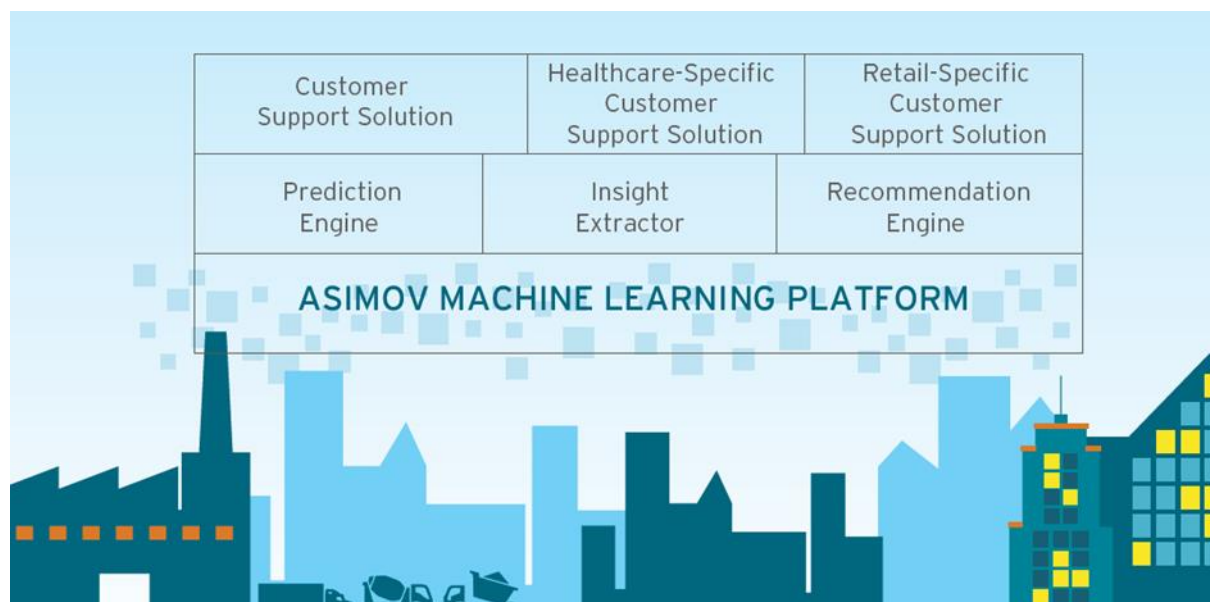 Customer
Support Solution
Healthcare-Specific
Customer
Support Solution
Retail-Specific
Customer
Support Solution
Prediction
Engine
Insight
Extractor
Recommendation
Engine
ASIMOV MACHINE LEARNING PLATFORM